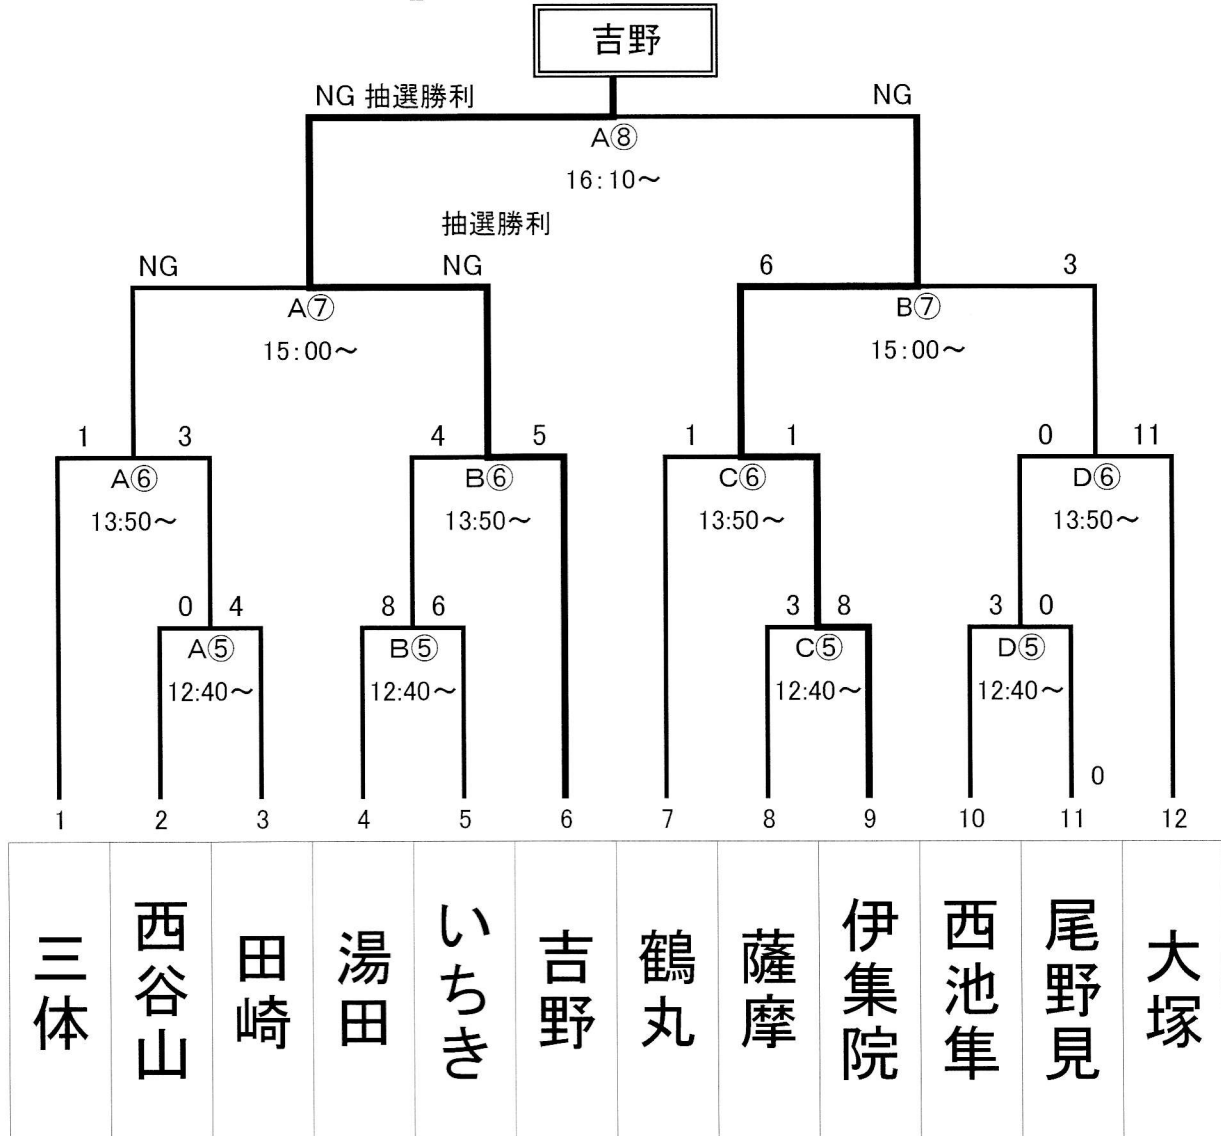 吉野
NG 抽選勝利
NG
A⑧
16:10～
抽選勝利
NG
NG
6
3
A⑦
B⑦
15:00～
15:00～
1
3
4
5
1
1
0
11
A⑥
B⑥
C⑥
D⑥
13:50～
13:50～
13:50～
13:50～
0
4
8
6
3
8
3
0
A⑤
B⑤
C⑤
D⑤
12:40～
12:40～
12:40～
12:40～
0
1
2
3
4
5
6
7
8
9
10
11
12
三体
西谷山
田崎
湯田
いちき
吉野
鶴丸
薩摩
伊集院
西池隼
尾野見
大塚